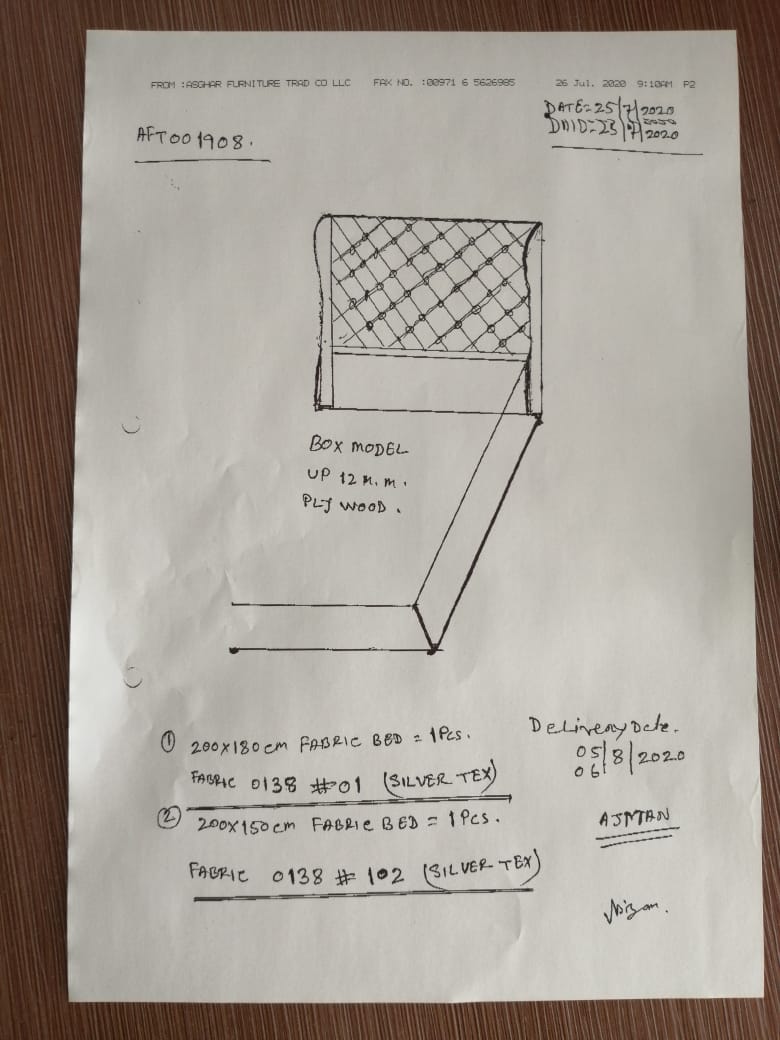 FROM :ASGHAR FURNITURE TRAD CO LLC FAX NO. :00971 6 5626985 26 Jul. 2020 9:10AM P2
DATE=25/7/2020
23/07/2020
AFT001908.
BOX MODEL
UP 12 M.M.
PLY WOOD.
① 200X180cm FABRIC BED = 1Pcs.
FABRIC 0138 #01 (SILVER TEX)
② 200X150cm FABRIC BED = 1Pcs.
FABRIC 0138 # 102 (SILVER TEX)
Delivery Date.
05/8/2020
06
AJMAN
Nizam.